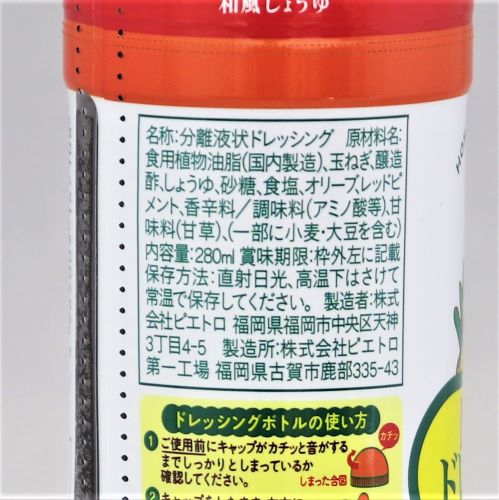 和風しょうゆ
名称:分離液状ドレッシング 原材料名:
食用植物油脂(国内製造)、玉ねぎ、醸造
酢、しょうゆ、砂糖、食塩、オリーブ、レッドピ
メント、香辛料/調味料(アミノ酸等)、甘
味料(甘草)、(一部に小麦・大豆を含む)
内容量:280ml 賞味期限:枠外左に記載
保存方法:直射日光、高温下はさけて
常温で保存してください。 製造者:株式
会社ピエトロ 福岡県福岡市中央区天神
3丁目4-5 製造所:株式会社ピエトロ
第一工場 福岡県古賀市鹿部335-43
ドレッシングボトルの使い方
1 ご使用前にキャップがカチッと音がする
までしっかりとしまっているか
確認してください。
カチッ
しまった合図